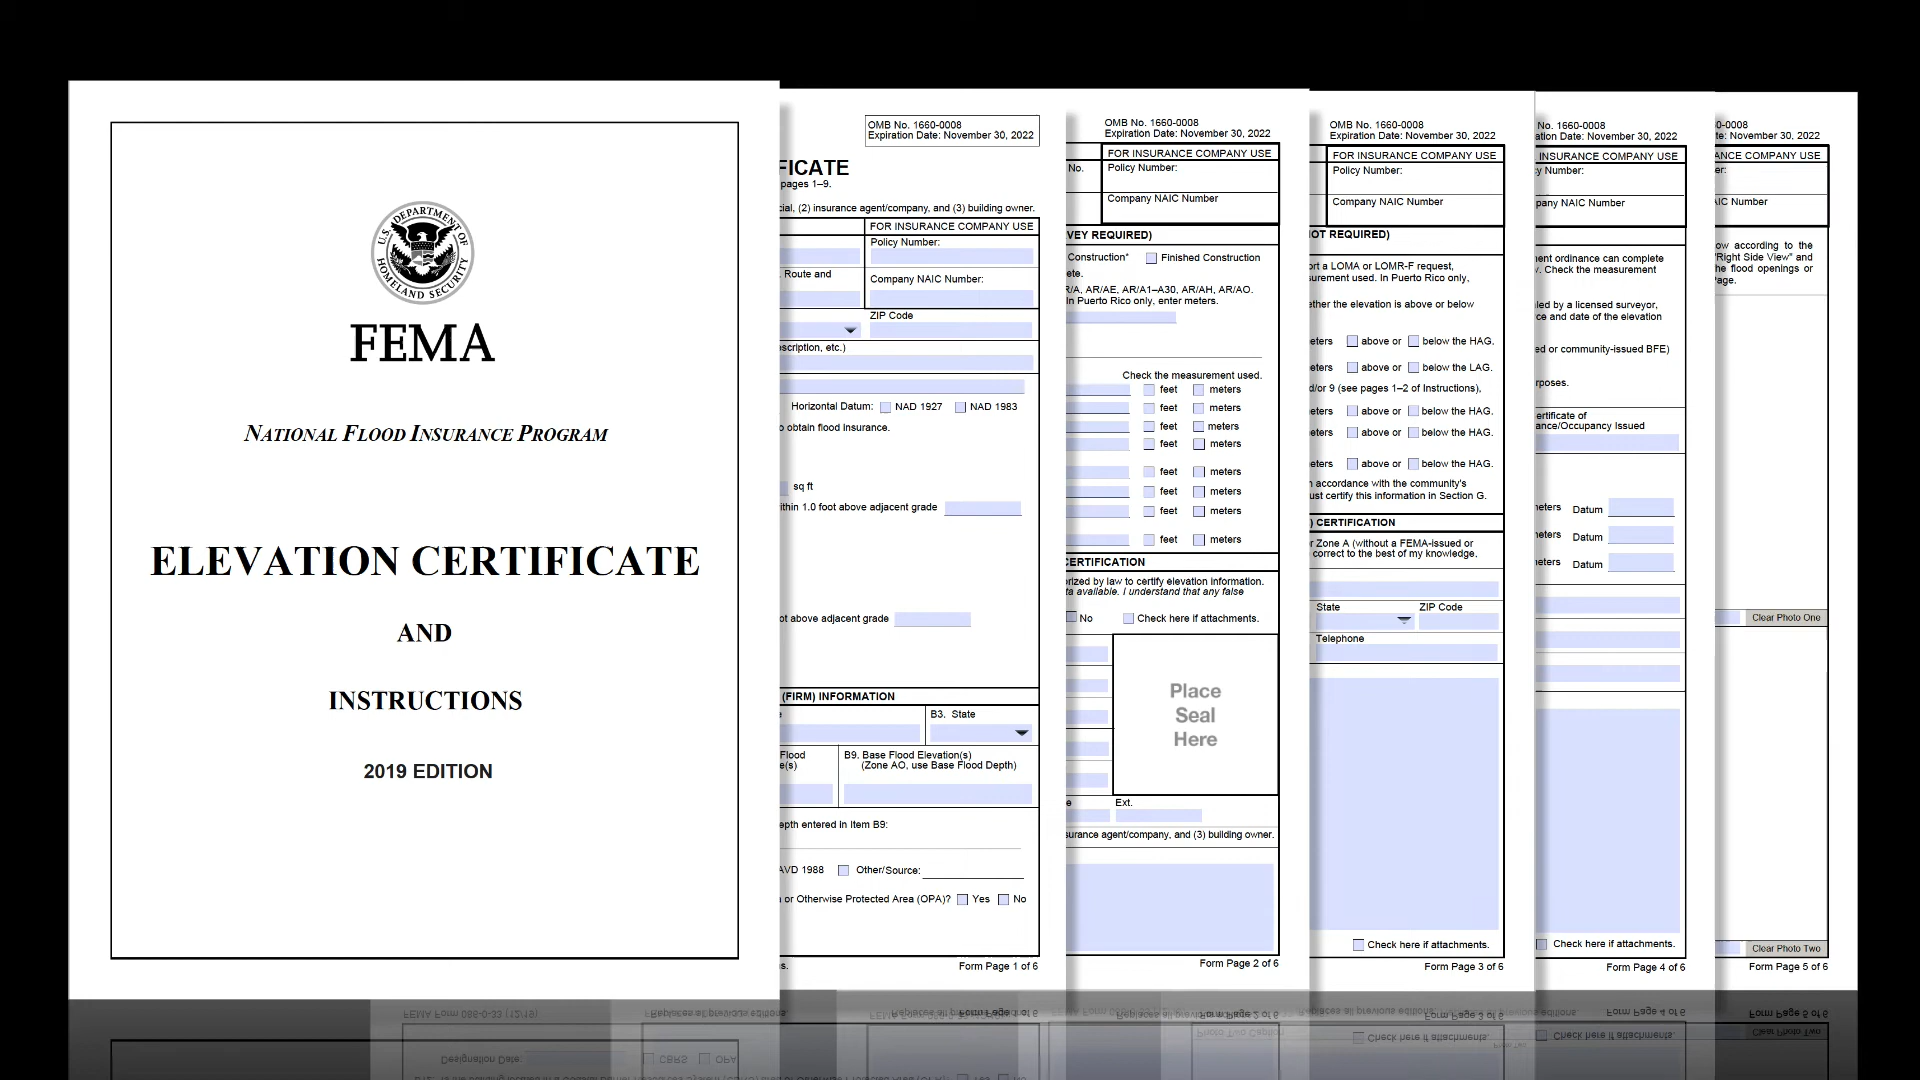 U.S. DEPARTMENT OF HOMELAND SECURITY
FEMA
NATIONAL FLOOD INSURANCE PROGRAM
ELEVATION CERTIFICATE
AND
INSTRUCTIONS
2019 EDITION
OMB No. 1660-0008
Expiration Date: November 30, 2022
FICATE
pages 1–9.
ial, (2) insurance agent/company, and (3) building owner.
FOR INSURANCE COMPANY USE
Policy Number:
Route and
Company NAIC Number:
ZIP Code
scription, etc.)
Horizontal Datum: NAD 1927 NAD 1983
o obtain flood insurance.
sq ft
ithin 1.0 foot above adjacent grade
ot above adjacent grade
(FIRM) INFORMATION
B3. State
Flood
e(s)
B9. Base Flood Elevation(s)
(Zone AO, use Base Flood Depth)
epth entered in Item B9:
AVD 1988 Other/Source:
n or Otherwise Protected Area (OPA)? Yes No
s.
Form Page 1 of 6
OMB No. 1660-0008
Expiration Date: November 30, 2022
FOR INSURANCE COMPANY USE
No.
Policy Number:
Company NAIC Number
VEY REQUIRED)
Construction* Finished Construction
ete.
R/A, AR/AE, AR/A1–A30, AR/AH, AR/AO.
In Puerto Rico only, enter meters.
Check the measurement used.
feet meters
feet meters
feet meters
feet meters
feet meters
feet meters
feet meters
feet meters
CERTIFICATION
orized by law to certify elevation information.
ta available. I understand that any false
No Check here if attachments.
Place
Seal
Here
e Ext.
surance agent/company, and (3) building owner.
Form Page 2 of 6
OMB No. 1660-0008
Expiration Date: November 30, 2022
FOR INSURANCE COMPANY USE
Policy Number:
Company NAIC Number
NOT REQUIRED)
ort a LOMA or LOMR-F request,
surement used. In Puerto Rico only,
ether the elevation is above or below
eters above or below the HAG.
eters above or below the LAG.
d/or 9 (see pages 1–2 of Instructions),
eters above or below the HAG.
eters above or below the HAG.
eters above or below the HAG.
n accordance with the community's
ust certify this information in Section G.
) CERTIFICATION
r Zone A (without a FEMA-issued or
correct to the best of my knowledge.
State ZIP Code
Telephone
Check here if attachments.
Form Page 3 of 6
No. 1660-0008
ation Date: November 30, 2022
INSURANCE COMPANY USE
y Number:
pany NAIC Number
ent ordinance can complete
. Check the measurement
led by a licensed surveyor,
ce and date of the elevation
ed or community-issued BFE)
rposes.
ertificate of
ance/Occupancy Issued
meters Datum
meters Datum
meters Datum
Check here if attachments.
Form Page 4 of 6
0-0008
te: November 30, 2022
ANCE COMPANY USE
er:
AIC Number
ow according to the
"Right Side View" and
he flood openings or
age.
Clear Photo One
Clear Photo Two
Form Page 5 of 6